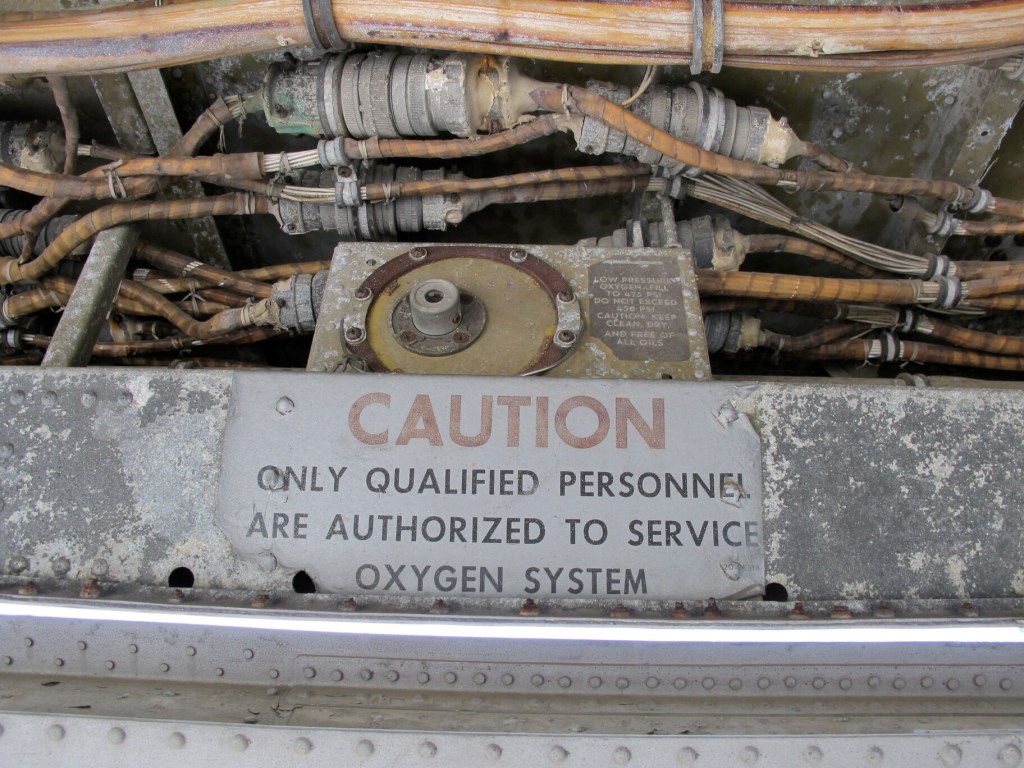 LOW PRESSURE
OXYGEN-FILL
TO 425 PSI
DO NOT EXCEED
450 PSI
CAUTION: KEEP
CLEAN, DRY,
AND FREE OF
ALL OILS
CAUTION
ONLY QUALIFIED PERSONNEL
ARE AUTHORIZED TO SERVICE
OXYGEN SYSTEM